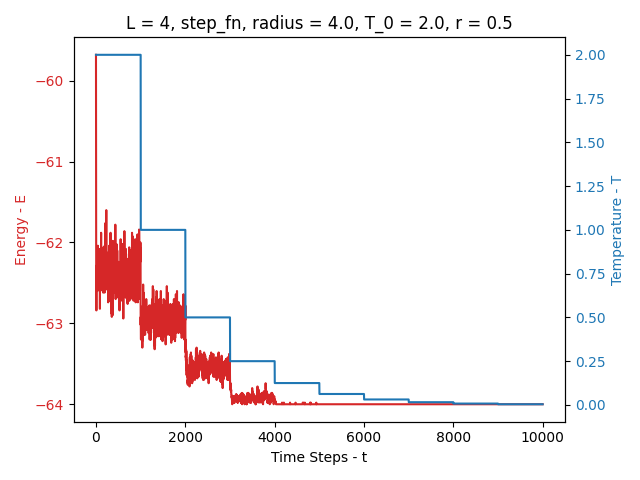 L = 4, step_fn, radius = 4.0, T_0 = 2.0, r = 0.5
Energy - E
−60
−61
−62
−63
−64
2.00
1.75
1.50
1.25
1.00
0.75
0.50
0.25
0.00
Temperature - T
0 2000 4000 6000 8000 10000
Time Steps - t